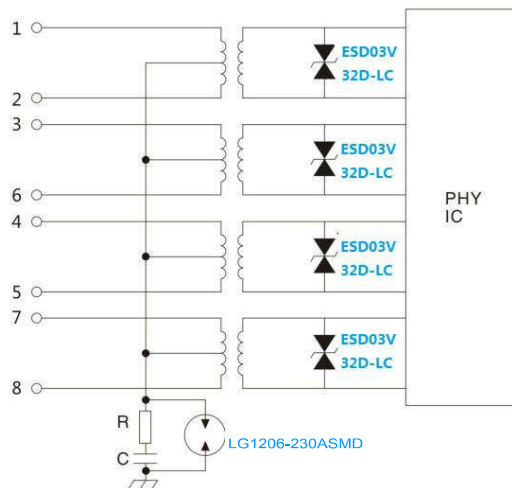 1
ESD03V
32D-LC
2
3
ESD03V
32D-LC
6
PHY
IC
4
ESD03V
32D-LC
5
7
ESD03V
32D-LC
8
R
LG1206-230ASMD
C